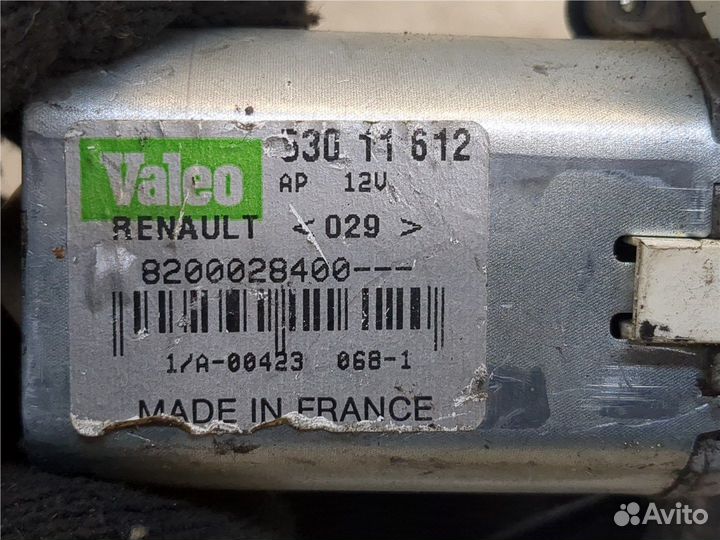 Valeo 530 11 612
AP 12V
RENAULT < 029 >
8200028400---
1/A-00423 068-1
MADE IN FRANCE
Avito